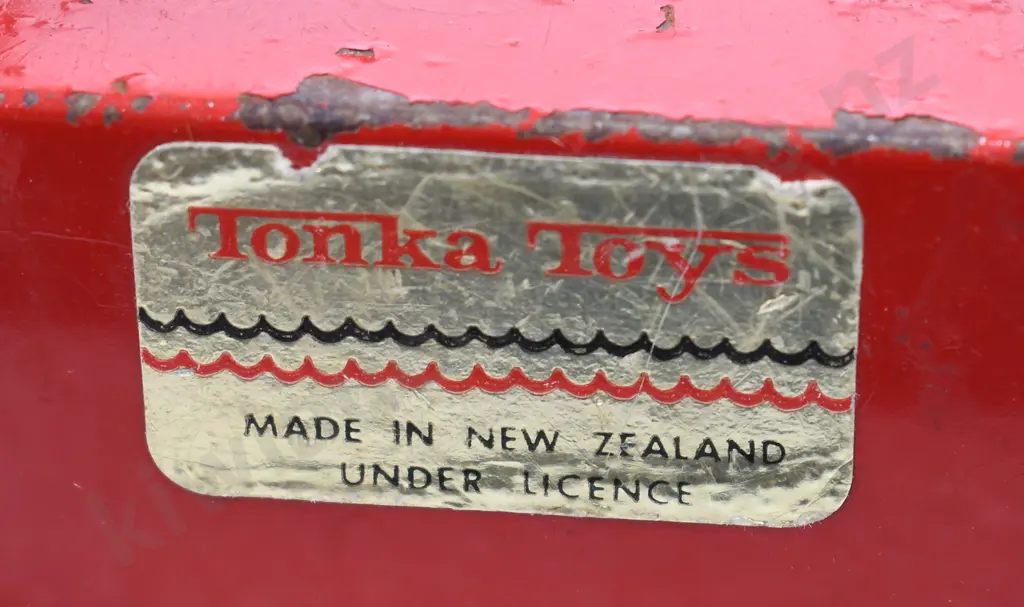 Tonka Toys
MADE IN NEW ZEALAND
UNDER LICENCE